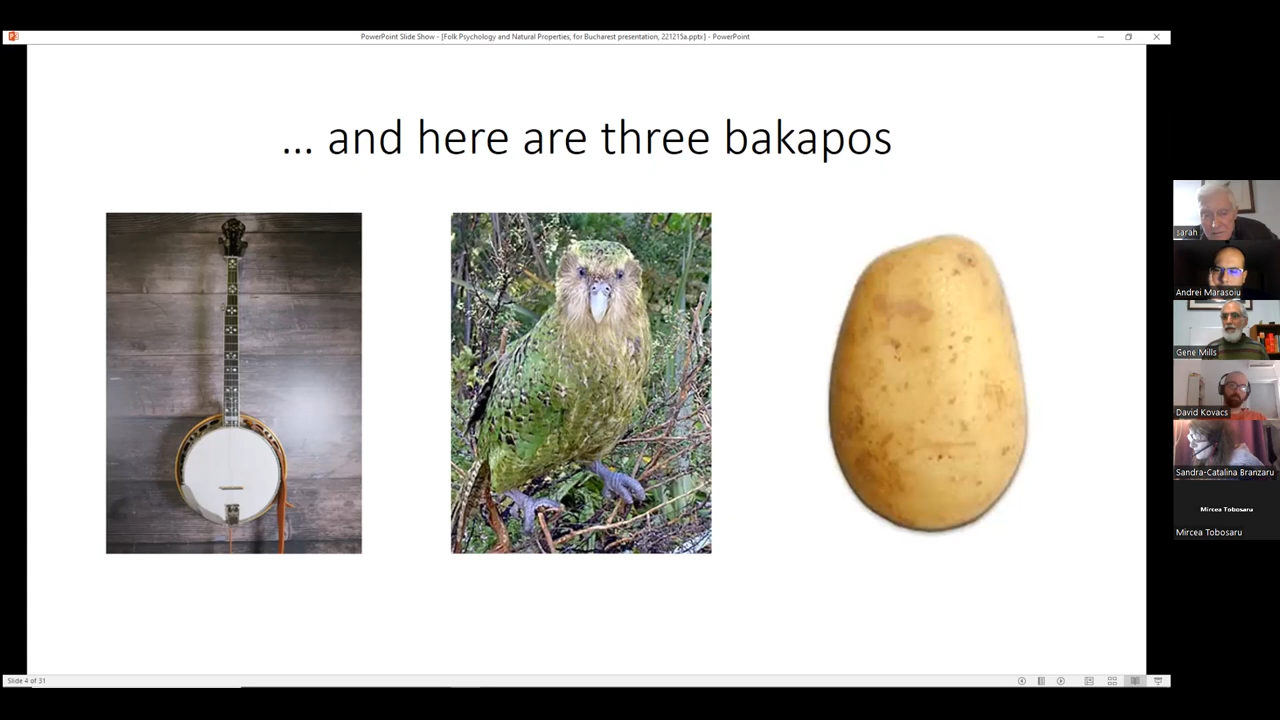 PowerPoint Slide Show - [Folk Psychology and Natural Properties, for Bucharest presentation, 221215a.pptx] - PowerPoint
... and here are three bakapos
sarah
Andrei Marasoiu
Gene Mills
David Kovacs
Sandra-Catalina Branzaru
Mircea Tobosaru
Mircea Tobosaru
Slide 4 of 31